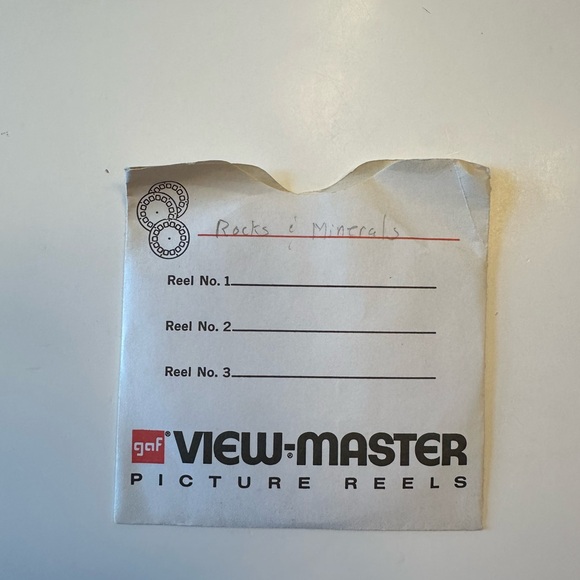 Rocks & Minerals
Reel No. 1
Reel No. 2
Reel No. 3
gaf® VIEW-MASTER®
PICTURE REELS